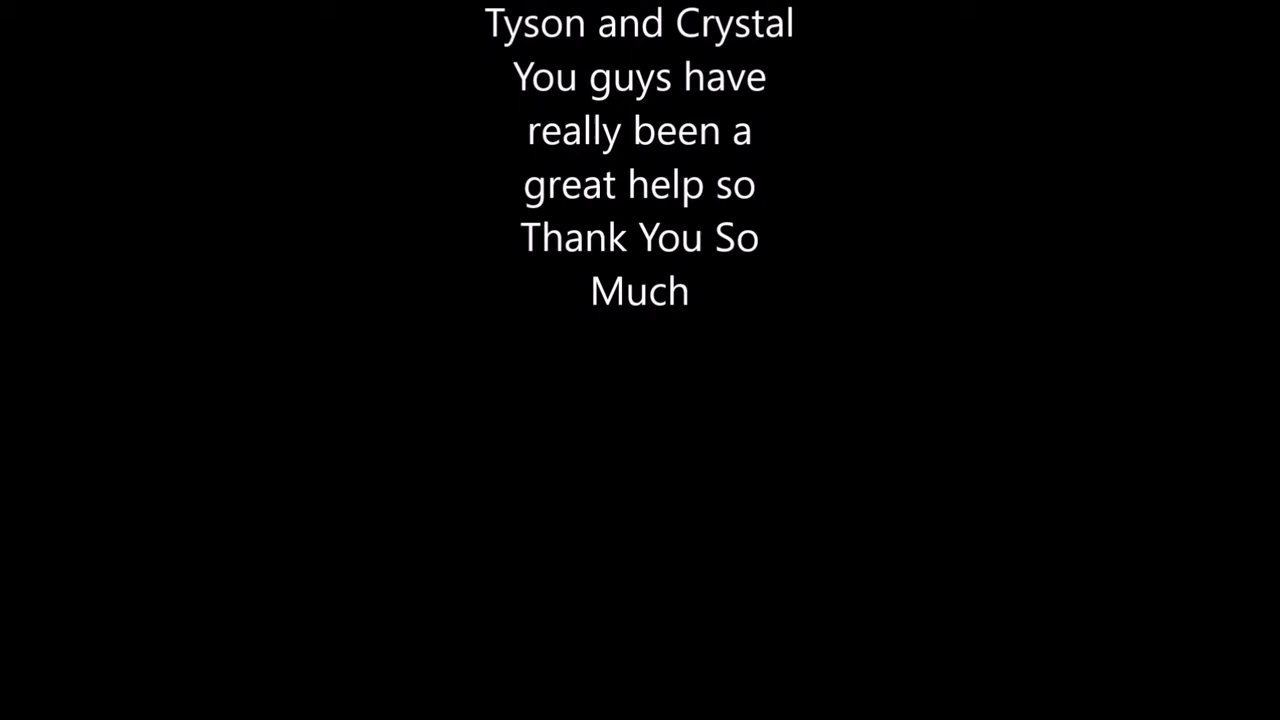 Tyson and Crystal
You guys have
really been a
great help so
Thank You So
Much